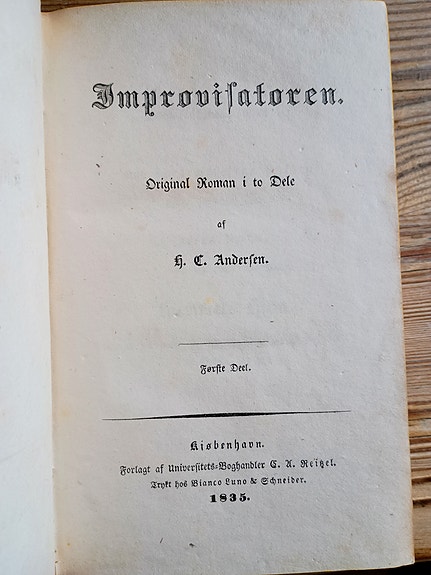 Improviſatoren.
Original Roman i to Dele
af
H. C. Anderſen.
Førſte Deel.
Kiøbenhavn.
Forlagt af Univerſitets-Boghandler C. A. Reitzel.
Trykt hos Bianco Luno & Schneider.
1835.